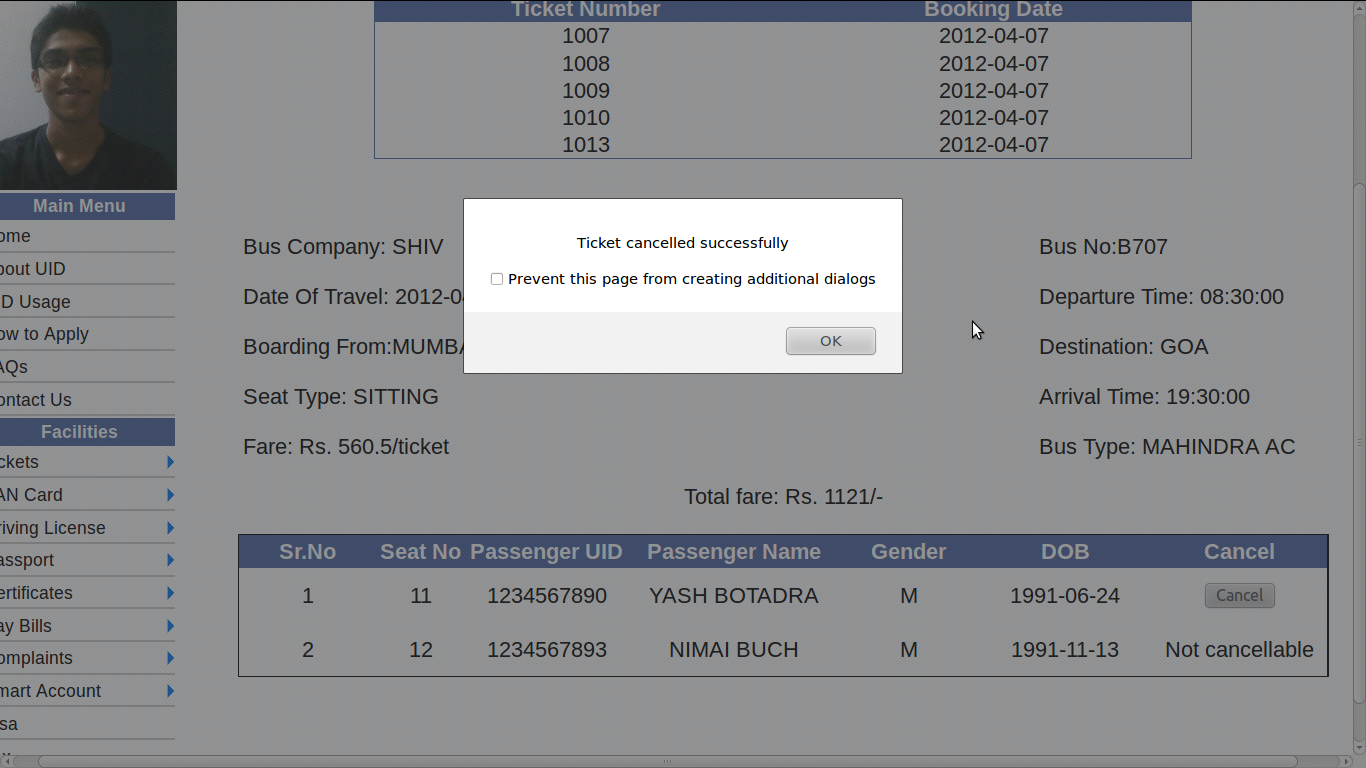 Ticket Number Booking Date
1007 2012-04-07
1008 2012-04-07
1009 2012-04-07
1010 2012-04-07
1013 2012-04-07
Main Menu
ome
bout UID
D Usage
ow to Apply
AQs
ontact Us
Facilities
ckets
AN Card
riving License
assport
ertificates
ay Bills
omplaints
mart Account
sa
Ticket cancelled successfully
Prevent this page from creating additional dialogs
OK
Bus Company: SHIV Bus No:B707
Date Of Travel: 2012-04 Departure Time: 08:30:00
Boarding From:MUMBA Destination: GOA
Seat Type: SITTING Arrival Time: 19:30:00
Fare: Rs. 560.5/ticket Bus Type: MAHINDRA AC
Total fare: Rs. 1121/-
Sr.No Seat No Passenger UID Passenger Name Gender DOB Cancel
1 11 1234567890 YASH BOTADRA M 1991-06-24 Cancel
2 12 1234567893 NIMAI BUCH M 1991-11-13 Not cancellable